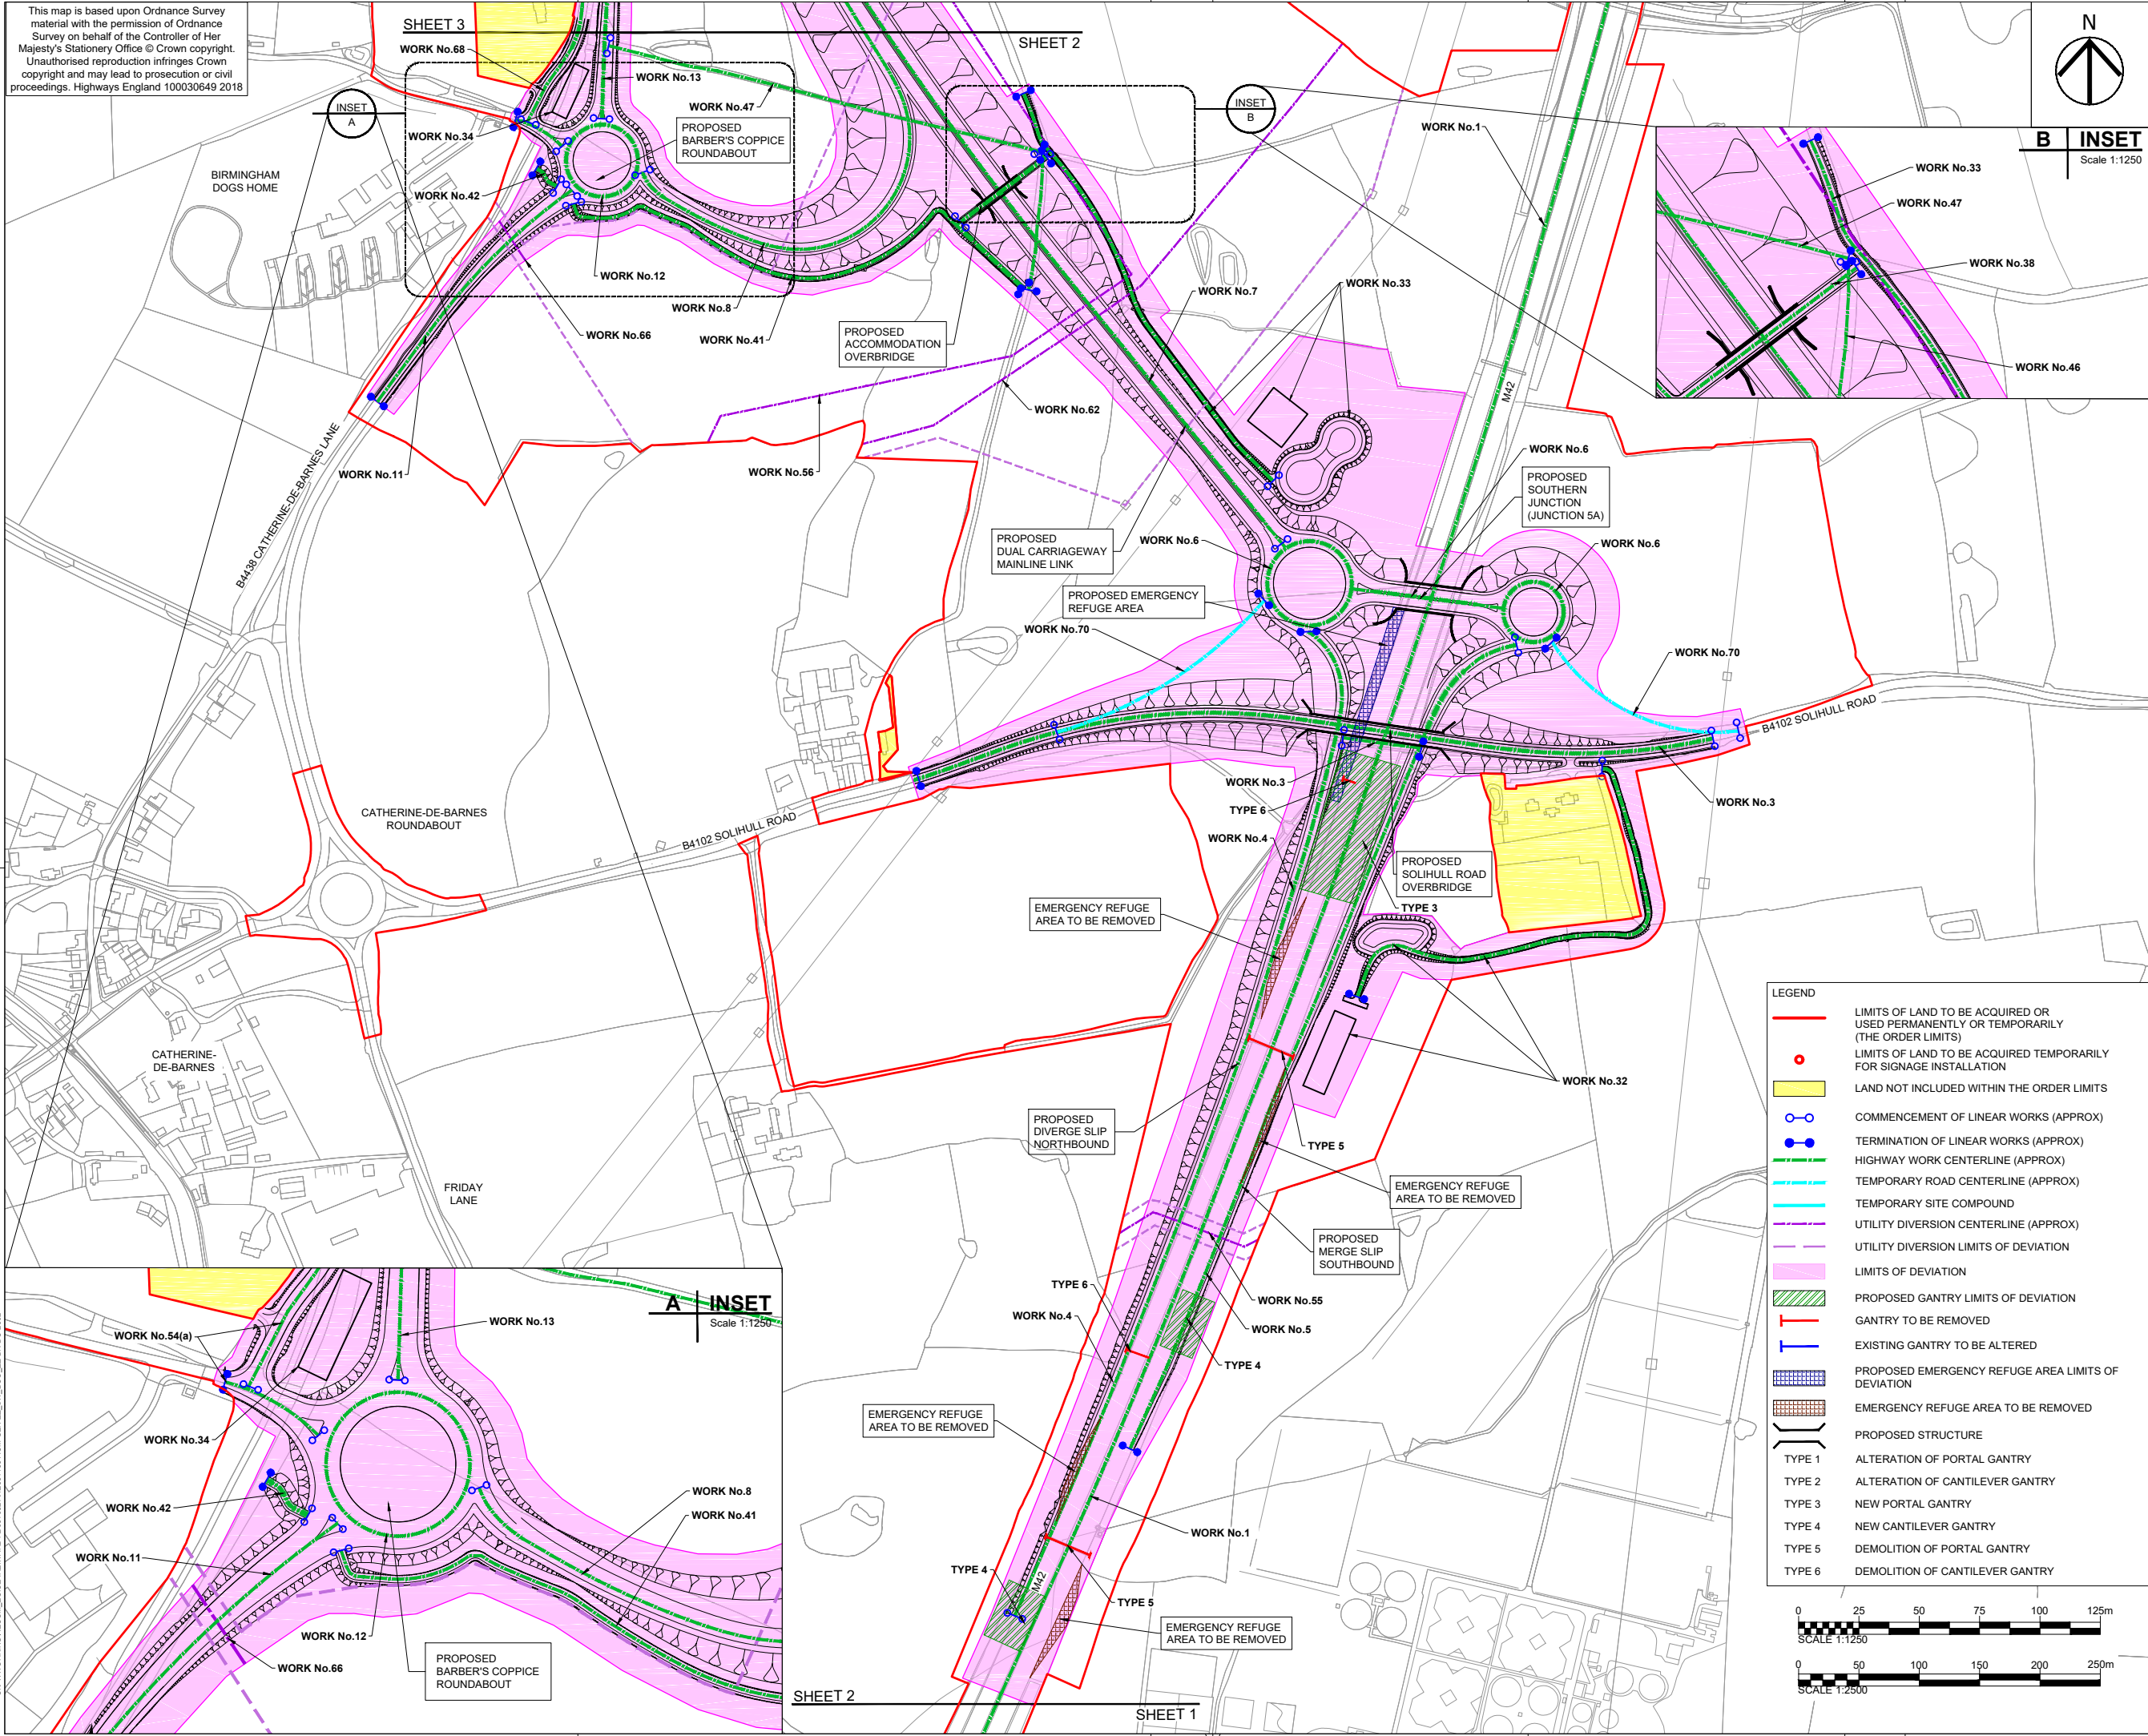 This map is based upon Ordnance Survey
material with the permission of Ordnance
Survey on behalf of the Controller of Her
Majesty's Stationery Office © Crown copyright.
Unauthorised reproduction infringes Crown
copyright and may lead to prosecution or civil
proceedings. Highways England 100030649 2018
SHEET 3
SHEET 2
N
WORK No.68
WORK No.13
WORK No.47
INSET
A
INSET
B
WORK No.1
WORK No.34
PROPOSED
BARBER'S COPPICE
ROUNDABOUT
BIRMINGHAM
DOGS HOME
WORK No.42
WORK No.12
WORK No.8
WORK No.66
WORK No.41
PROPOSED
ACCOMMODATION
OVERBRIDGE
WORK No.7
WORK No.33
B INSET
Scale 1:1250
WORK No.33
WORK No.47
WORK No.38
WORK No.46
M42
WORK No.62
WORK No.56
WORK No.11
B4438 CATHERINE-DE-BARNES LANE
WORK No.6
PROPOSED
SOUTHERN
JUNCTION
(JUNCTION 5A)
PROPOSED
DUAL CARRIAGEWAY
MAINLINE LINK
WORK No.6
WORK No.6
PROPOSED EMERGENCY
REFUGE AREA
WORK No.70
WORK No.70
B4102 SOLIHULL ROAD
WORK No.3
TYPE 6
WORK No.3
WORK No.4
CATHERINE-DE-BARNES
ROUNDABOUT
B4102 SOLIHULL ROAD
PROPOSED
SOLIHULL ROAD
OVERBRIDGE
TYPE 3
EMERGENCY REFUGE
AREA TO BE REMOVED
CATHERINE-
DE-BARNES
WORK No.32
PROPOSED
DIVERGE SLIP
NORTHBOUND
TYPE 5
EMERGENCY REFUGE
AREA TO BE REMOVED
FRIDAY
LANE
PROPOSED
MERGE SLIP
SOUTHBOUND
TYPE 6
WORK No.4
WORK No.55
WORK No.5
TYPE 4
EMERGENCY REFUGE
AREA TO BE REMOVED
WORK No.1
TYPE 4
M42
TYPE 5
EMERGENCY REFUGE
AREA TO BE REMOVED
SHEET 2
SHEET 1
A INSET
Scale 1:1250
WORK No.54(a)
WORK No.13
WORK No.34
WORK No.42
WORK No.8
WORK No.41
WORK No.11
WORK No.12
WORK No.66
PROPOSED
BARBER'S COPPICE
ROUNDABOUT
LEGEND
LIMITS OF LAND TO BE ACQUIRED OR
USED PERMANENTLY OR TEMPORARILY
(THE ORDER LIMITS)
LIMITS OF LAND TO BE ACQUIRED TEMPORARILY
FOR SIGNAGE INSTALLATION
LAND NOT INCLUDED WITHIN THE ORDER LIMITS
COMMENCEMENT OF LINEAR WORKS (APPROX)
TERMINATION OF LINEAR WORKS (APPROX)
HIGHWAY WORK CENTERLINE (APPROX)
TEMPORARY ROAD CENTERLINE (APPROX)
TEMPORARY SITE COMPOUND
UTILITY DIVERSION CENTERLINE (APPROX)
UTILITY DIVERSION LIMITS OF DEVIATION
LIMITS OF DEVIATION
PROPOSED GANTRY LIMITS OF DEVIATION
GANTRY TO BE REMOVED
EXISTING GANTRY TO BE ALTERED
PROPOSED EMERGENCY REFUGE AREA LIMITS OF
DEVIATION
EMERGENCY REFUGE AREA TO BE REMOVED
PROPOSED STRUCTURE
TYPE 1 ALTERATION OF PORTAL GANTRY
TYPE 2 ALTERATION OF CANTILEVER GANTRY
TYPE 3 NEW PORTAL GANTRY
TYPE 4 NEW CANTILEVER GANTRY
TYPE 5 DEMOLITION OF PORTAL GANTRY
TYPE 6 DEMOLITION OF CANTILEVER GANTRY
0 25 50 75 100 125m
SCALE 1:1250
0 50 100 150 200 250m
SCALE 1:2500